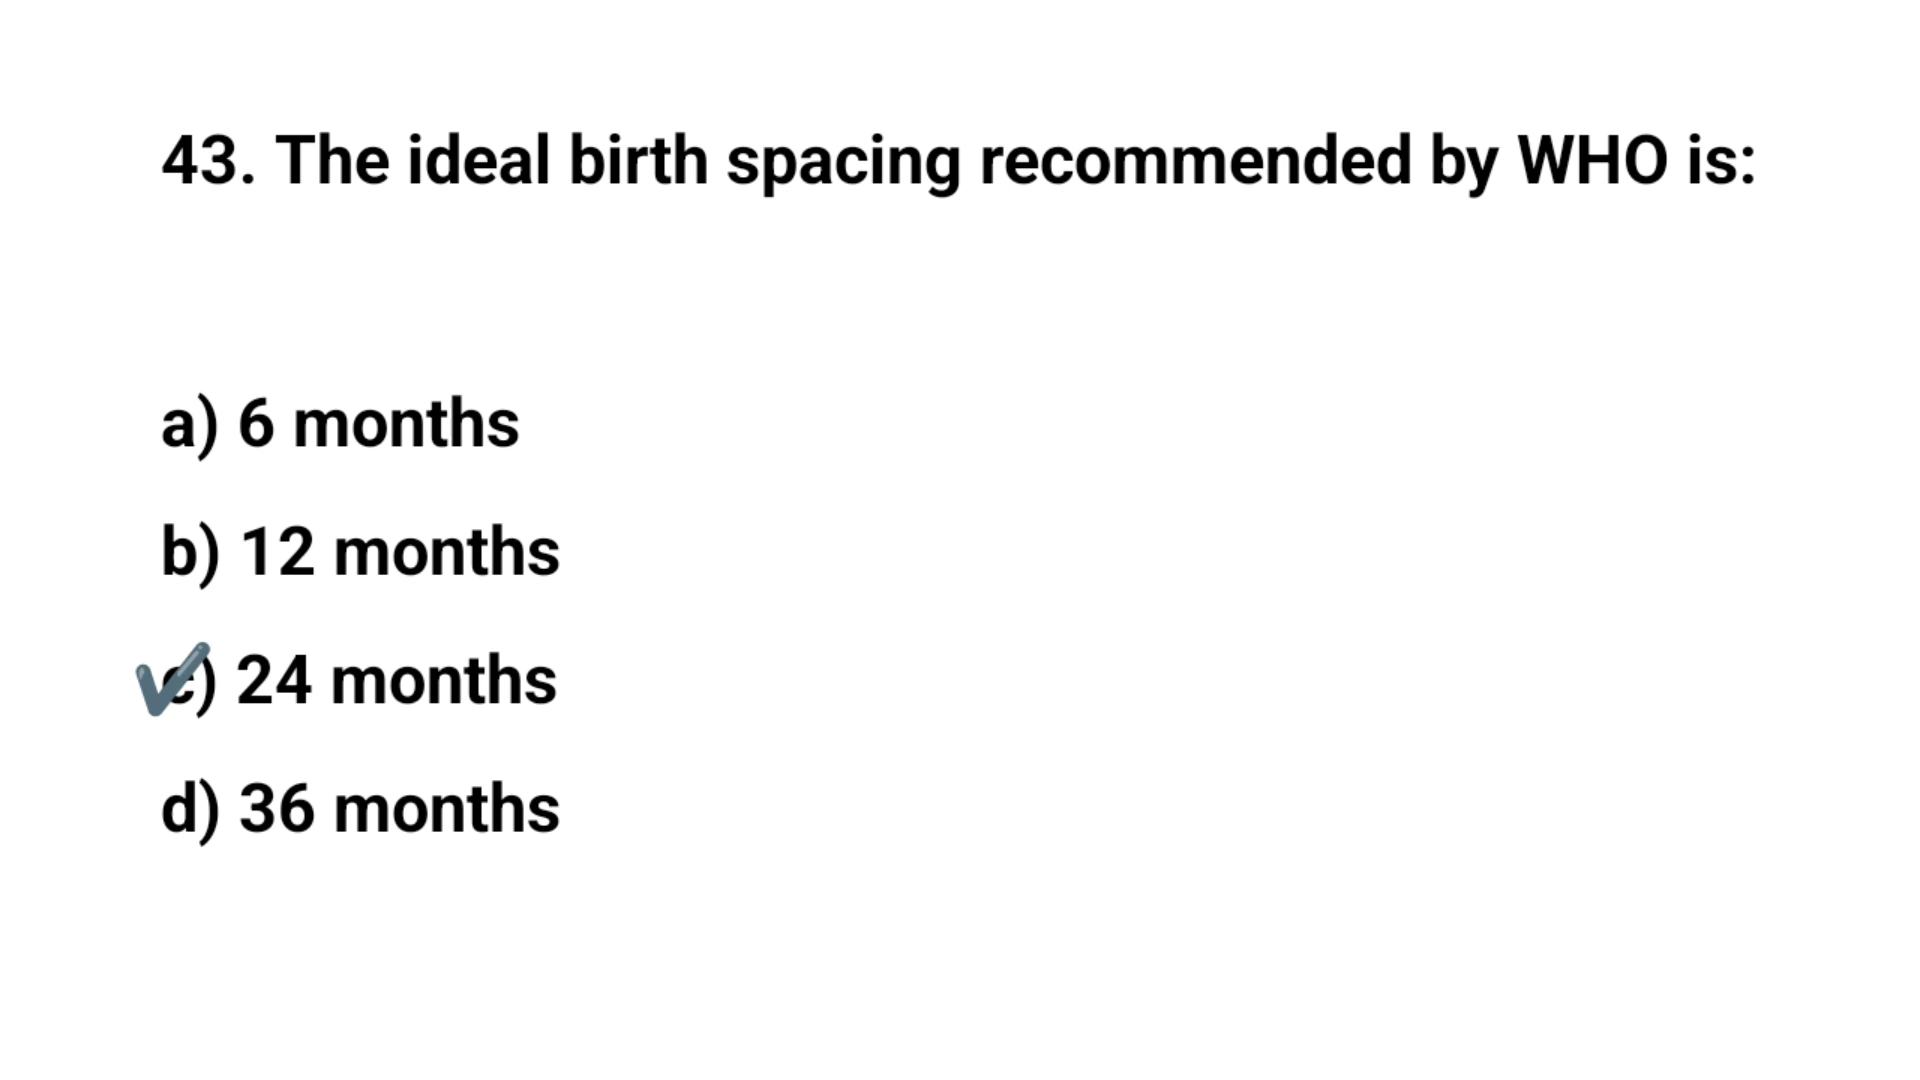 43. The ideal birth spacing recommended by WHO is:
a) 6 months
b) 12 months
c) 24 months
d) 36 months